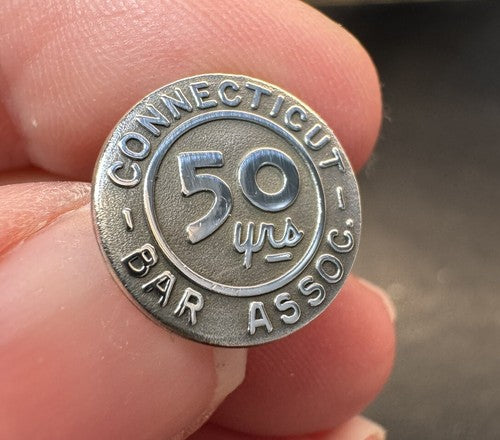 CONNECTICUT
50
yrs
BAR ASSOC.